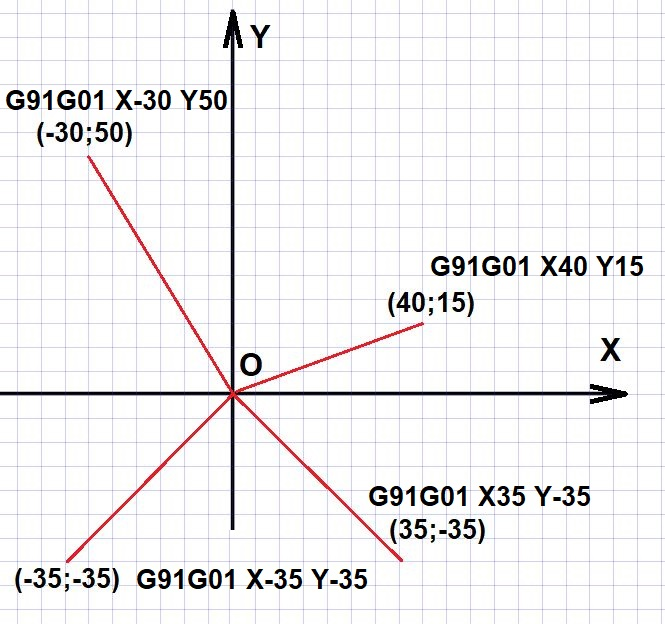 Y
G91G01 X-30 Y50
(-30;50)
G91G01 X40 Y15
(40;15)
X
O
G91G01 X35 Y-35
(35;-35)
(-35;-35) G91G01 X-35 Y-35